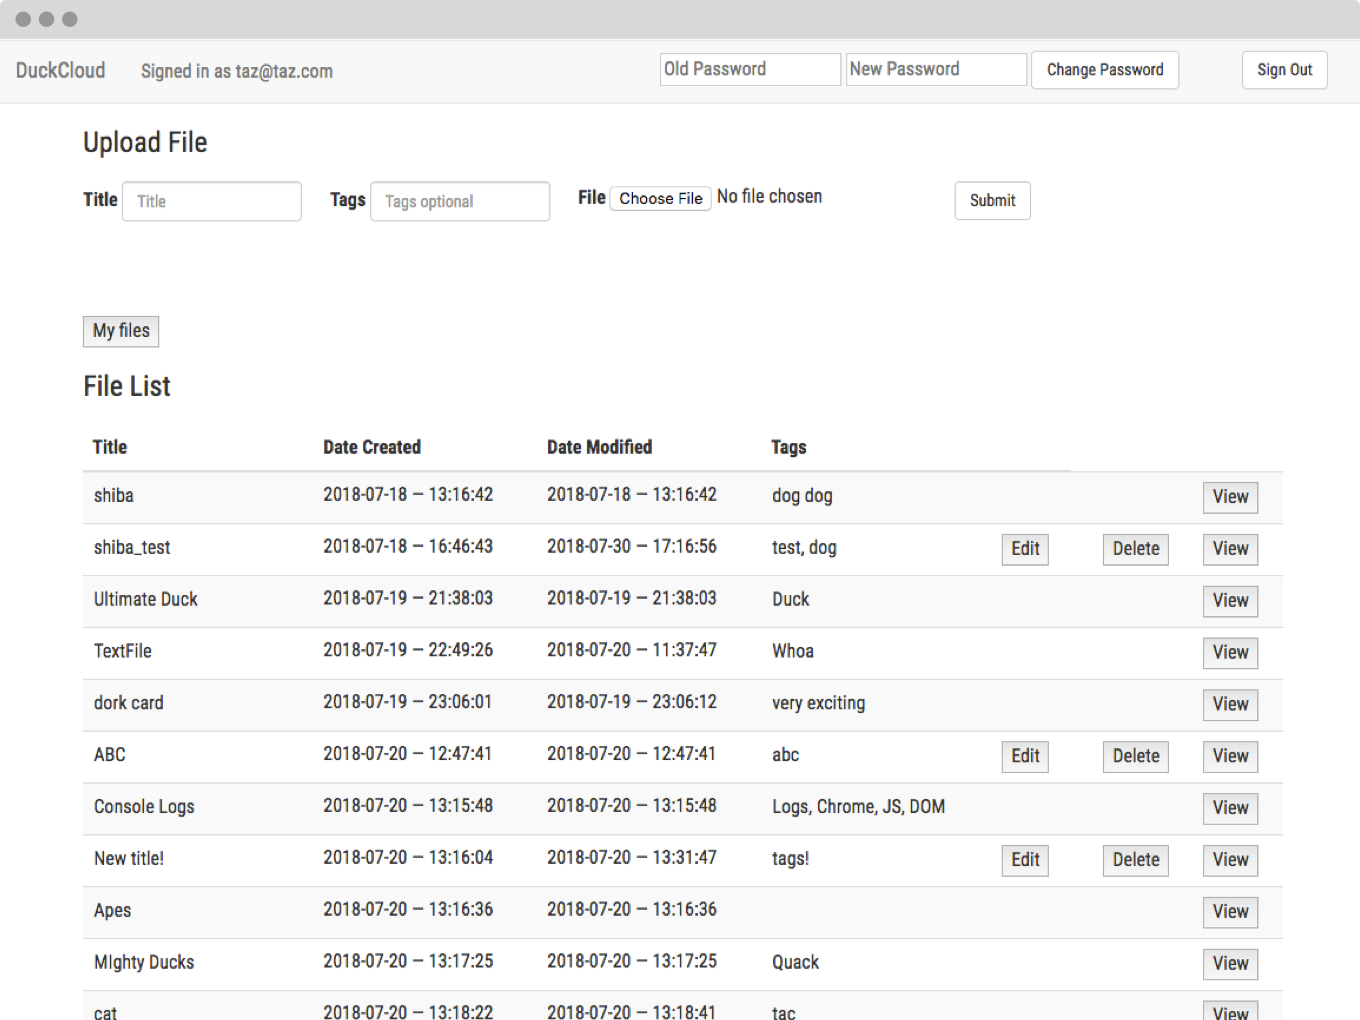 DuckCloud Signed in as taz@taz.com Old Password New Password Change Password Sign Out
Upload File
Title Title Tags Tags optional File Choose File No file chosen Submit
My files
File List
Title Date Created Date Modified Tags
shiba 2018-07-18 – 13:16:42 2018-07-18 – 13:16:42 dog dog View
shiba_test 2018-07-18 – 16:46:43 2018-07-30 – 17:16:56 test, dog Edit Delete View
Ultimate Duck 2018-07-19 – 21:38:03 2018-07-19 – 21:38:03 Duck View
TextFile 2018-07-19 – 22:49:26 2018-07-20 – 11:37:47 Whoa View
dork card 2018-07-19 – 23:06:01 2018-07-19 – 23:06:12 very exciting View
ABC 2018-07-20 – 12:47:41 2018-07-20 – 12:47:41 abc Edit Delete View
Console Logs 2018-07-20 – 13:15:48 2018-07-20 – 13:15:48 Logs, Chrome, JS, DOM View
New title! 2018-07-20 – 13:16:04 2018-07-20 – 13:31:47 tags! Edit Delete View
Apes 2018-07-20 – 13:16:36 2018-07-20 – 13:16:36 View
MIghty Ducks 2018-07-20 – 13:17:25 2018-07-20 – 13:17:25 Quack View
cat 2018-07-20 – 13:18:22 2018-07-20 – 13:18:41 tac View